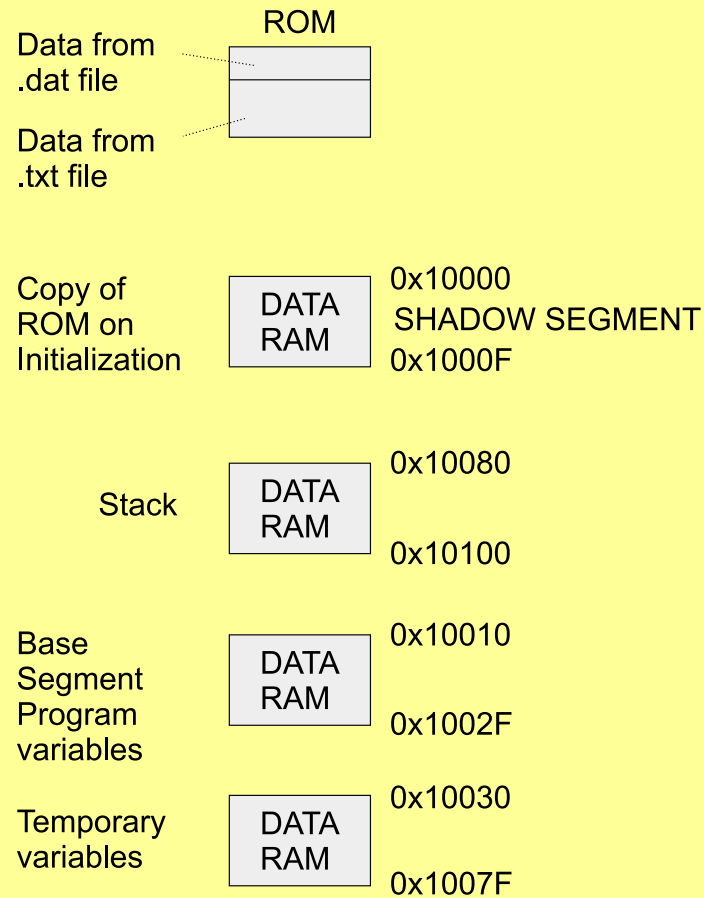 ROM
Data from
.dat file
Data from
.txt file
Copy of
ROM on
Initialization
DATA
RAM
0x10000
SHADOW SEGMENT
0x1000F
Stack
DATA
RAM
0x10080
0x10100
Base
Segment
Program
variables
DATA
RAM
0x10010
0x1002F
Temporary
variables
DATA
RAM
0x10030
0x1007F